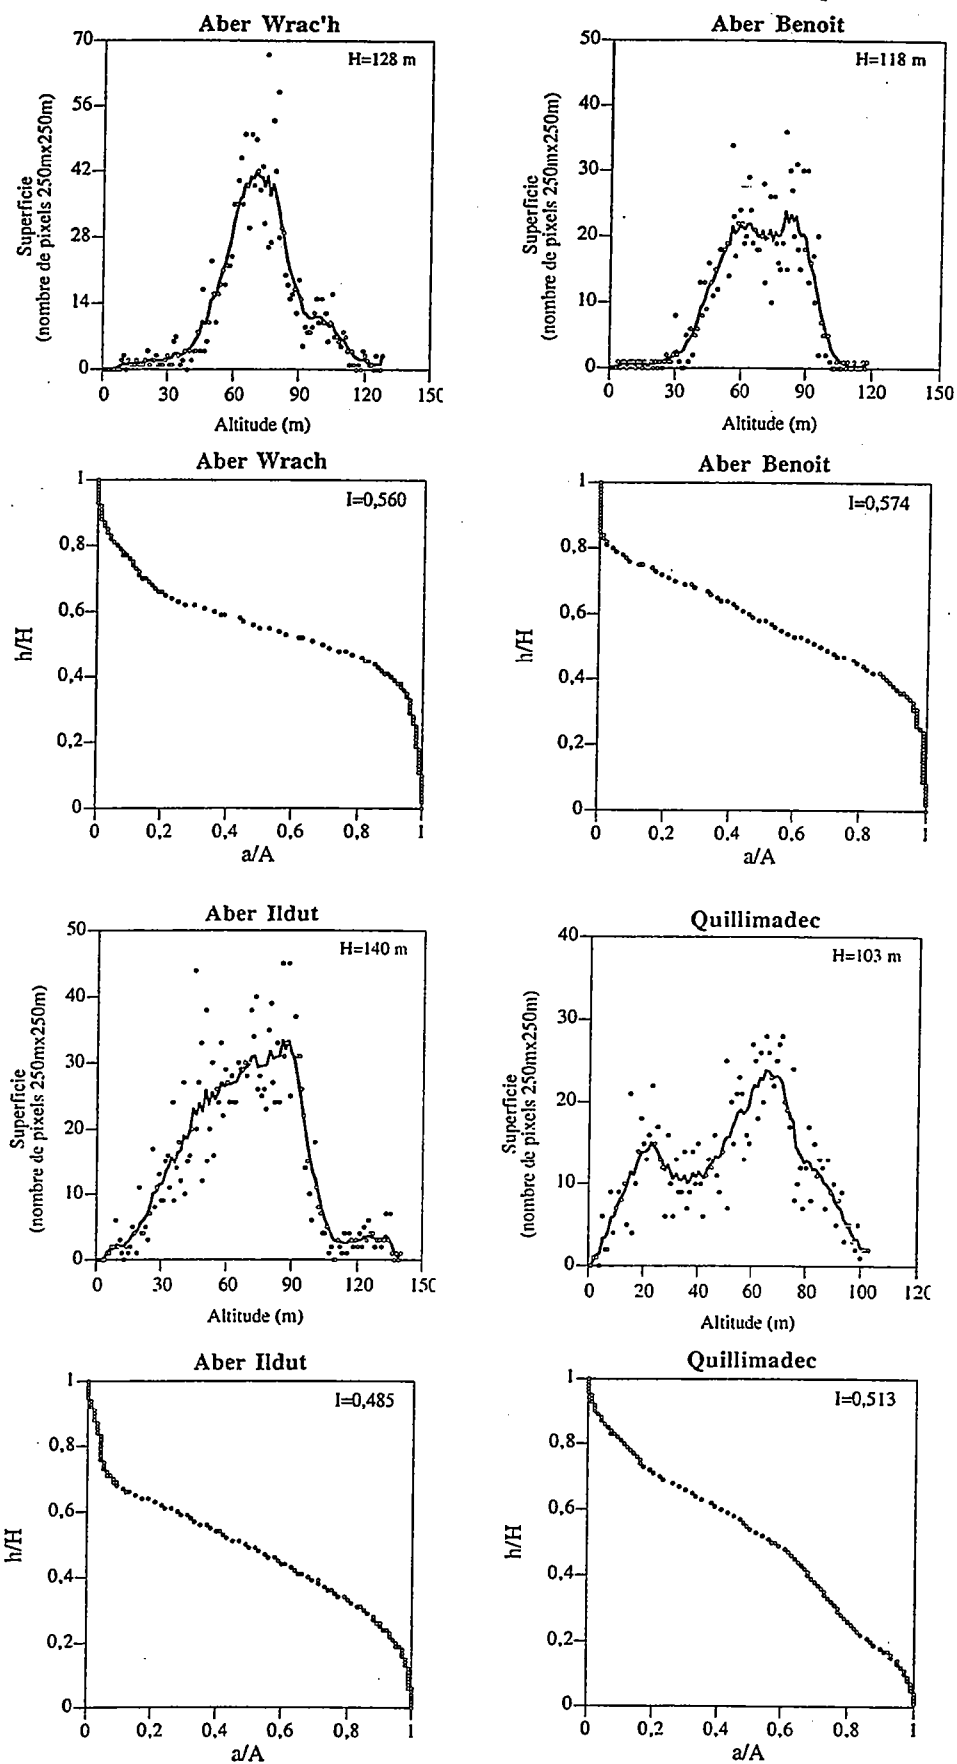 Aber Wrac'h
H=128 m
70
56
42
28
14
0
Superficie
(nombre de pixels 250mx250m)
0 30 60 90 120 150
Altitude (m)
Aber Benoit
H=118 m
50
40
30
20
10
0
Superficie
(nombre de pixels 250mx250m)
0 30 60 90 120 150
Altitude (m)
Aber Wrach
I=0,560
1
0,8
0,6
0,4
0,2
0
h/H
0 0,2 0,4 0,6 0,8 1
a/A
Aber Benoit
I=0,574
1
0,8
0,6
0,4
0,2
0
h/H
0 0,2 0,4 0.6 0.8 1
a/A
Aber Ildut
H=140 m
50
40
30
20
10
0
Superficie
(nombre de pixels 250mx250m)
0 30 60 90 120 150
Altitude (m)
Quillimadec
H=103 m
40
30
20
10
0
Superficie
(nombre de pixels 250mx250m)
0 20 40 60 80 100 120
Altitude (m)
Aber Ildut
I=0,485
1
0,8
0,6
0,4
0,2
0
h/H
0 0,2 0,4 0,6 0,8 1
a/A
Quillimadec
I=0,513
1
0,8
0,6
0,4
0,2
0
h/H
0 0,2 0,4 0,6 0,8 1
a/A